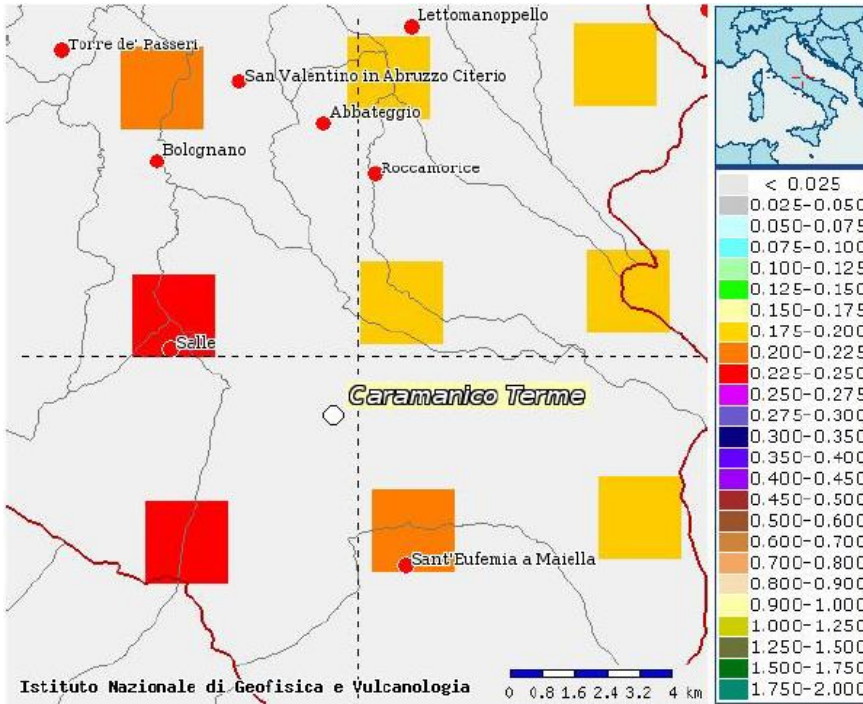 Lettomanoppello
Torre de' Passeri
San Valentino in Abruzzo Citerio
Abbateggio
Bolognano
Roccamorice
Salle
Caramanico Terme
Sant'Eufemia a Maiella
Istituto Nazionale di Geofisica e Vulcanologia
0 0.8 1.6 2.4 3.2 4 km
< 0.025
0.025-0.050
0.050-0.075
0.075-0.100
0.100-0.125
0.125-0.150
0.150-0.175
0.175-0.200
0.200-0.225
0.225-0.250
0.250-0.275
0.275-0.300
0.300-0.350
0.350-0.400
0.400-0.450
0.450-0.500
0.500-0.600
0.600-0.700
0.700-0.800
0.800-0.900
0.900-1.000
1.000-1.250
1.250-1.500
1.500-1.750
1.750-2.000